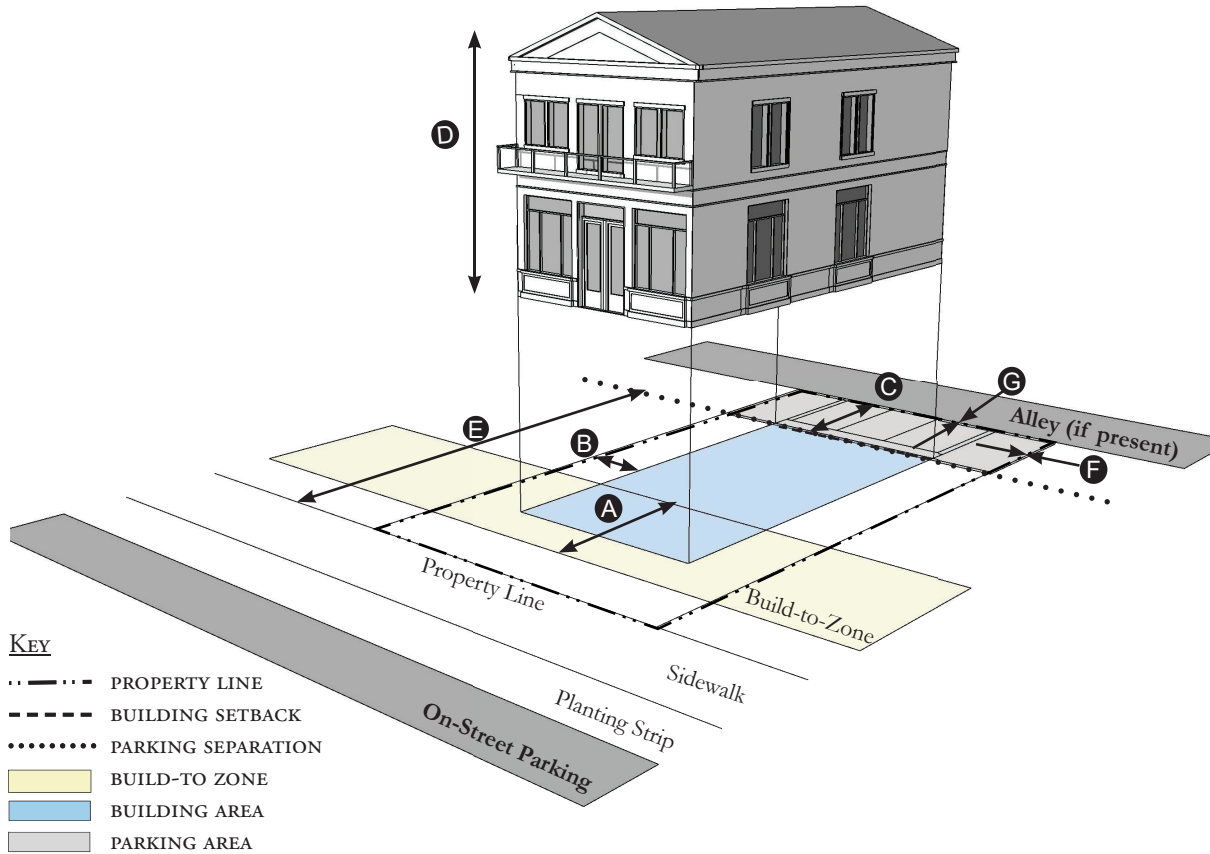 D
C
G
Alley (if present)
E
B
F
A
Property Line
Build-to-Zone
Sidewalk
Planting Strip
On-Street Parking
KEY
PROPERTY LINE
BUILDING SETBACK
PARKING SEPARATION
BUILD-TO ZONE
BUILDING AREA
PARKING AREA